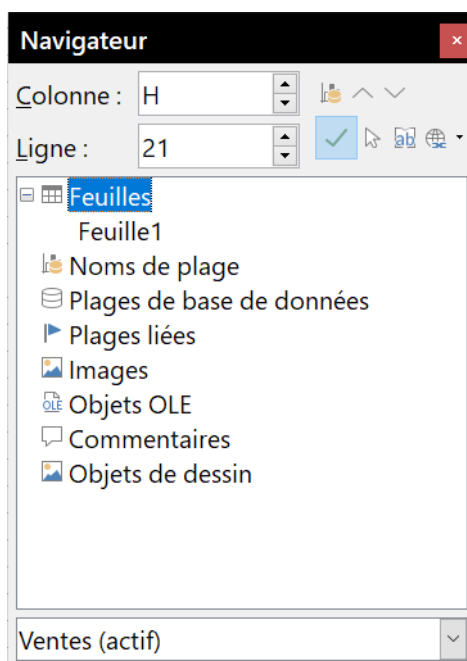 Navigateur
Colonne : H
Ligne : 21
Feuilles
Feuille1
Noms de plage
Plages de base de données
Plages liées
Images
OLE Objets OLE
Commentaires
Objets de dessin
Ventes (actif)